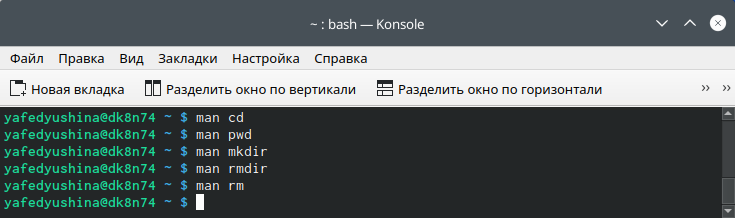 ~ : bash — Konsole
Файл Правка Вид Закладки Настройка Справка
Новая вкладка Разделить окно по вертикали Разделить окно по горизонтали
yafedyushina@dk8n74 ~ $ man cd
yafedyushina@dk8n74 ~ $ man pwd
yafedyushina@dk8n74 ~ $ man mkdir
yafedyushina@dk8n74 ~ $ man rmdir
yafedyushina@dk8n74 ~ $ man rm
yafedyushina@dk8n74 ~ $